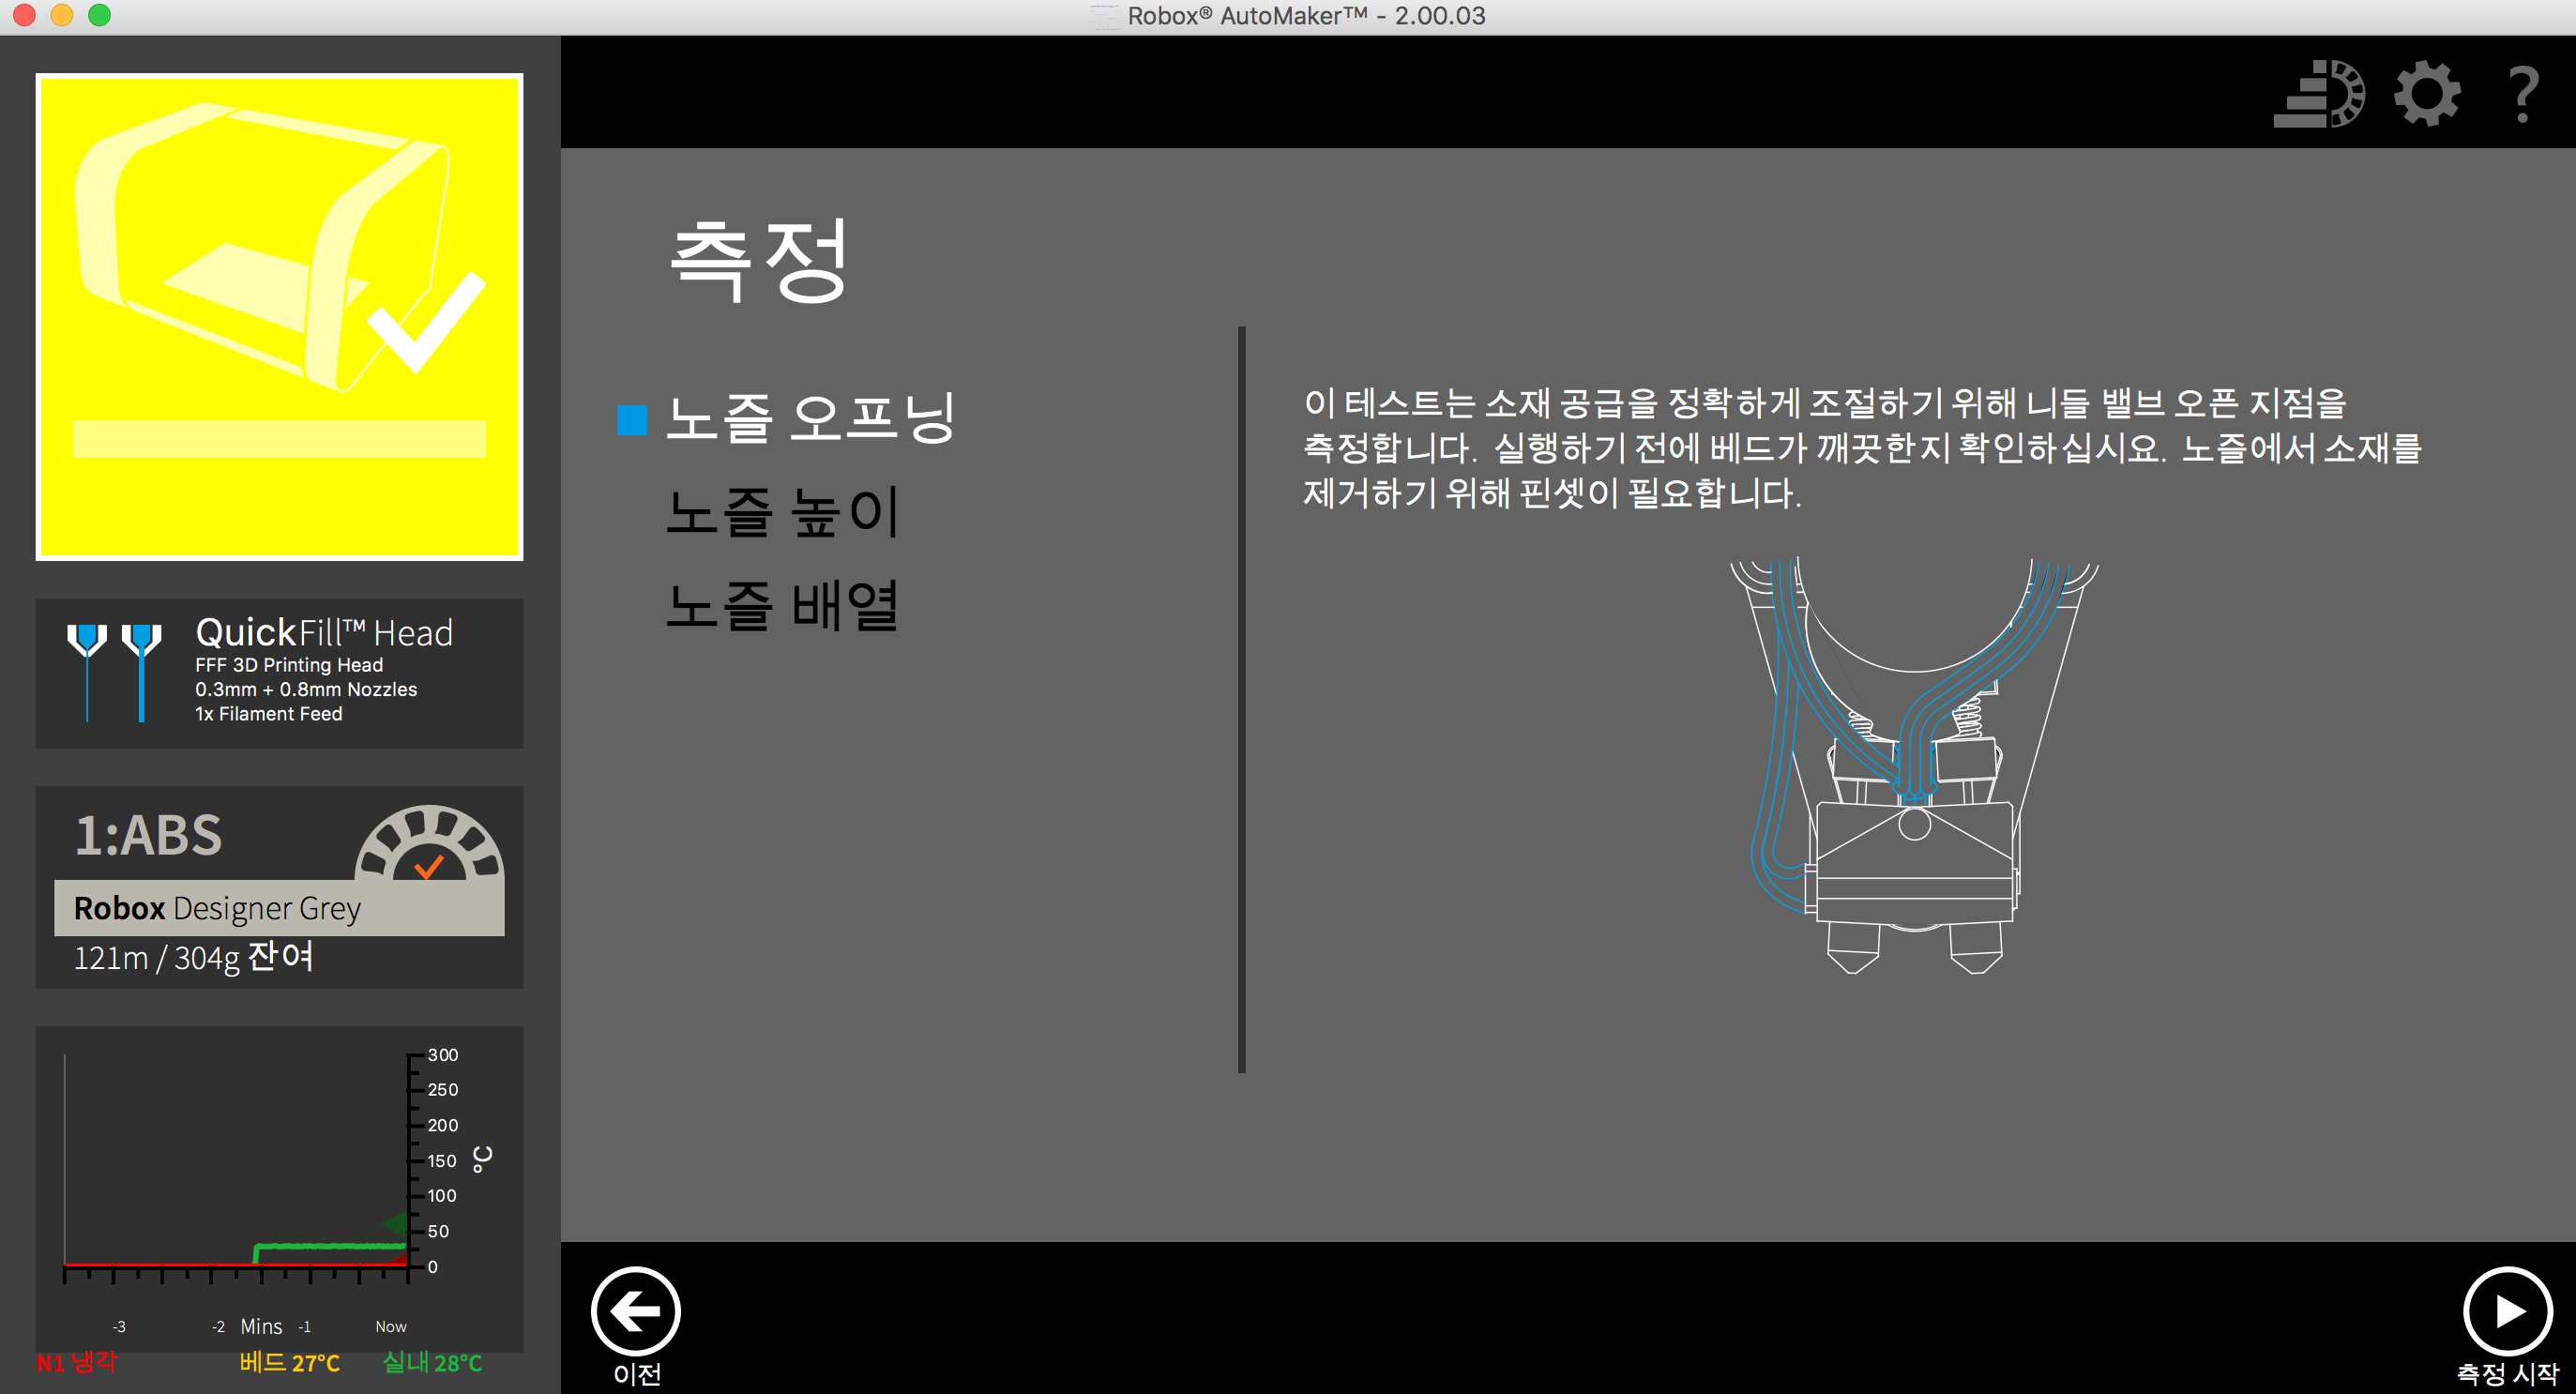 Robox® AutoMaker™ - 2.00.03
?
측정
노즐 오프닝
노즐 높이
노즐 배열
이 테스트는 소재 공급을 정확하게 조절하기 위해 니들 밸브 오픈 지점을
측정합니다. 실행하기 전에 베드가 깨끗한지 확인하십시요. 노즐에서 소재를
제거하기 위해 핀셋이 필요합니다.
QuickFill™ Head
FFF 3D Printing Head
0.3mm + 0.8mm Nozzles
1x Filament Feed
1:ABS
Robox Designer Grey
121m / 304g 잔여
300
250
200
150
100
50
0
°C
-3 -2 Mins -1 Now
N1 냉각 베드 27°C 실내 28°C
이전
측정 시작